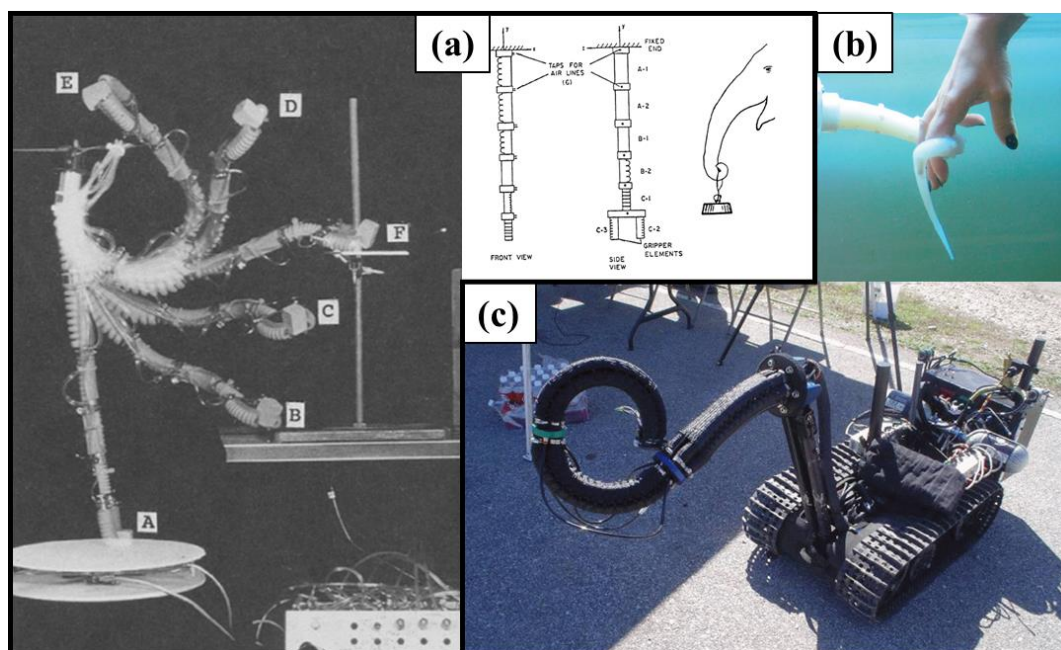 (a)
E
D
F
C
B
A
Y
X
TAPS FOR
AIR LINES
(G)
Y
FIXED
END
A-1
A-2
B-1
B-2
C-1
C-3
C-2
GRIPPER
ELEMENTS
FRONT VIEW
SIDE
VIEW
(b)
(c)